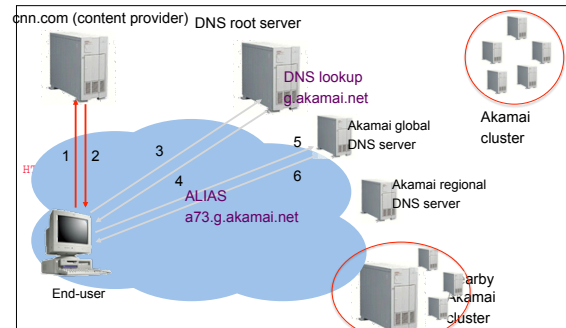 cnn.com (content provider)
DNS root server
DNS lookup
g.akamai.net
Akamai
cluster
Akamai global
DNS server
1
2
3
5
HT
4
6
ALIAS
a73.g.akamai.net
Akamai regional
DNS server
End-user
Akamai
cluster